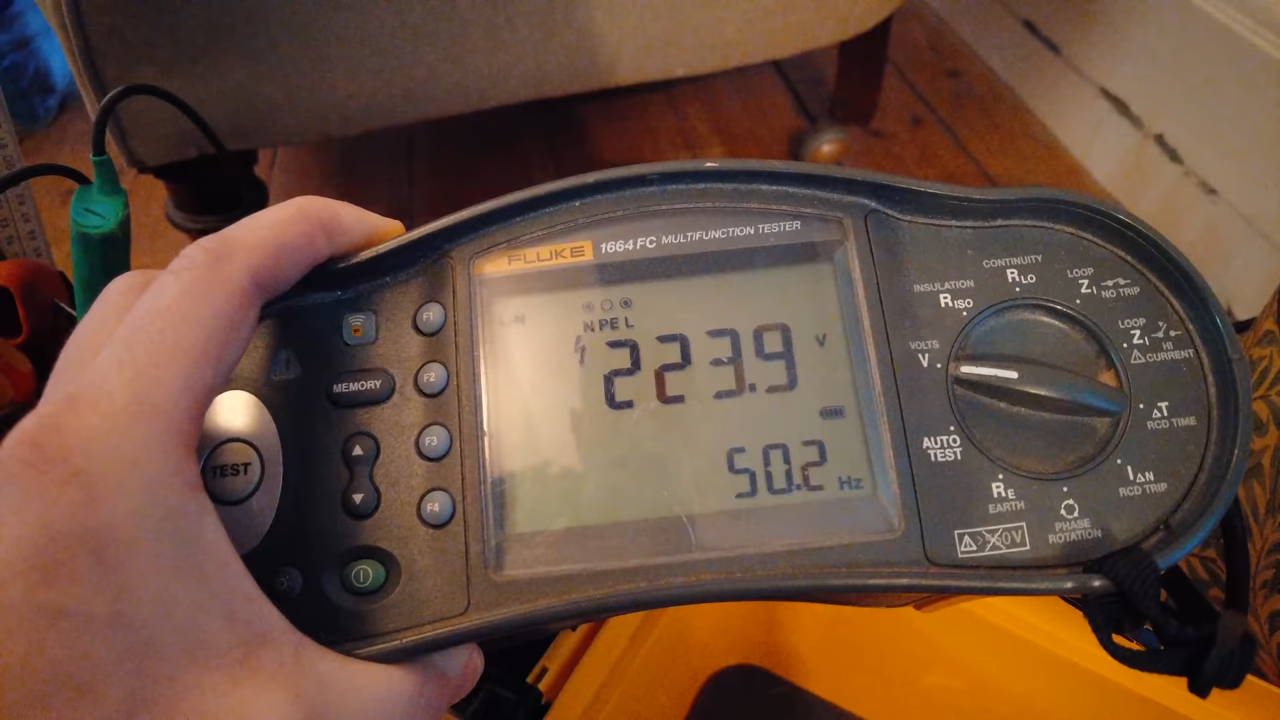 FLUKE 1664 FC MULTIFUNCTION TESTER
L-N
N PE L
223.9 V
50.2 Hz
F1
F2
F3
F4
MEMORY
TEST
CONTINUITY
RLO
INSULATION
RISO
VOLTS
V
AUTO
TEST
RE
EARTH
PHASE
ROTATION
IΔN
RCD TRIP
ΔT
RCD TIME
LOOP
ZI
HI
CURRENT
LOOP
ZI NO TRIP